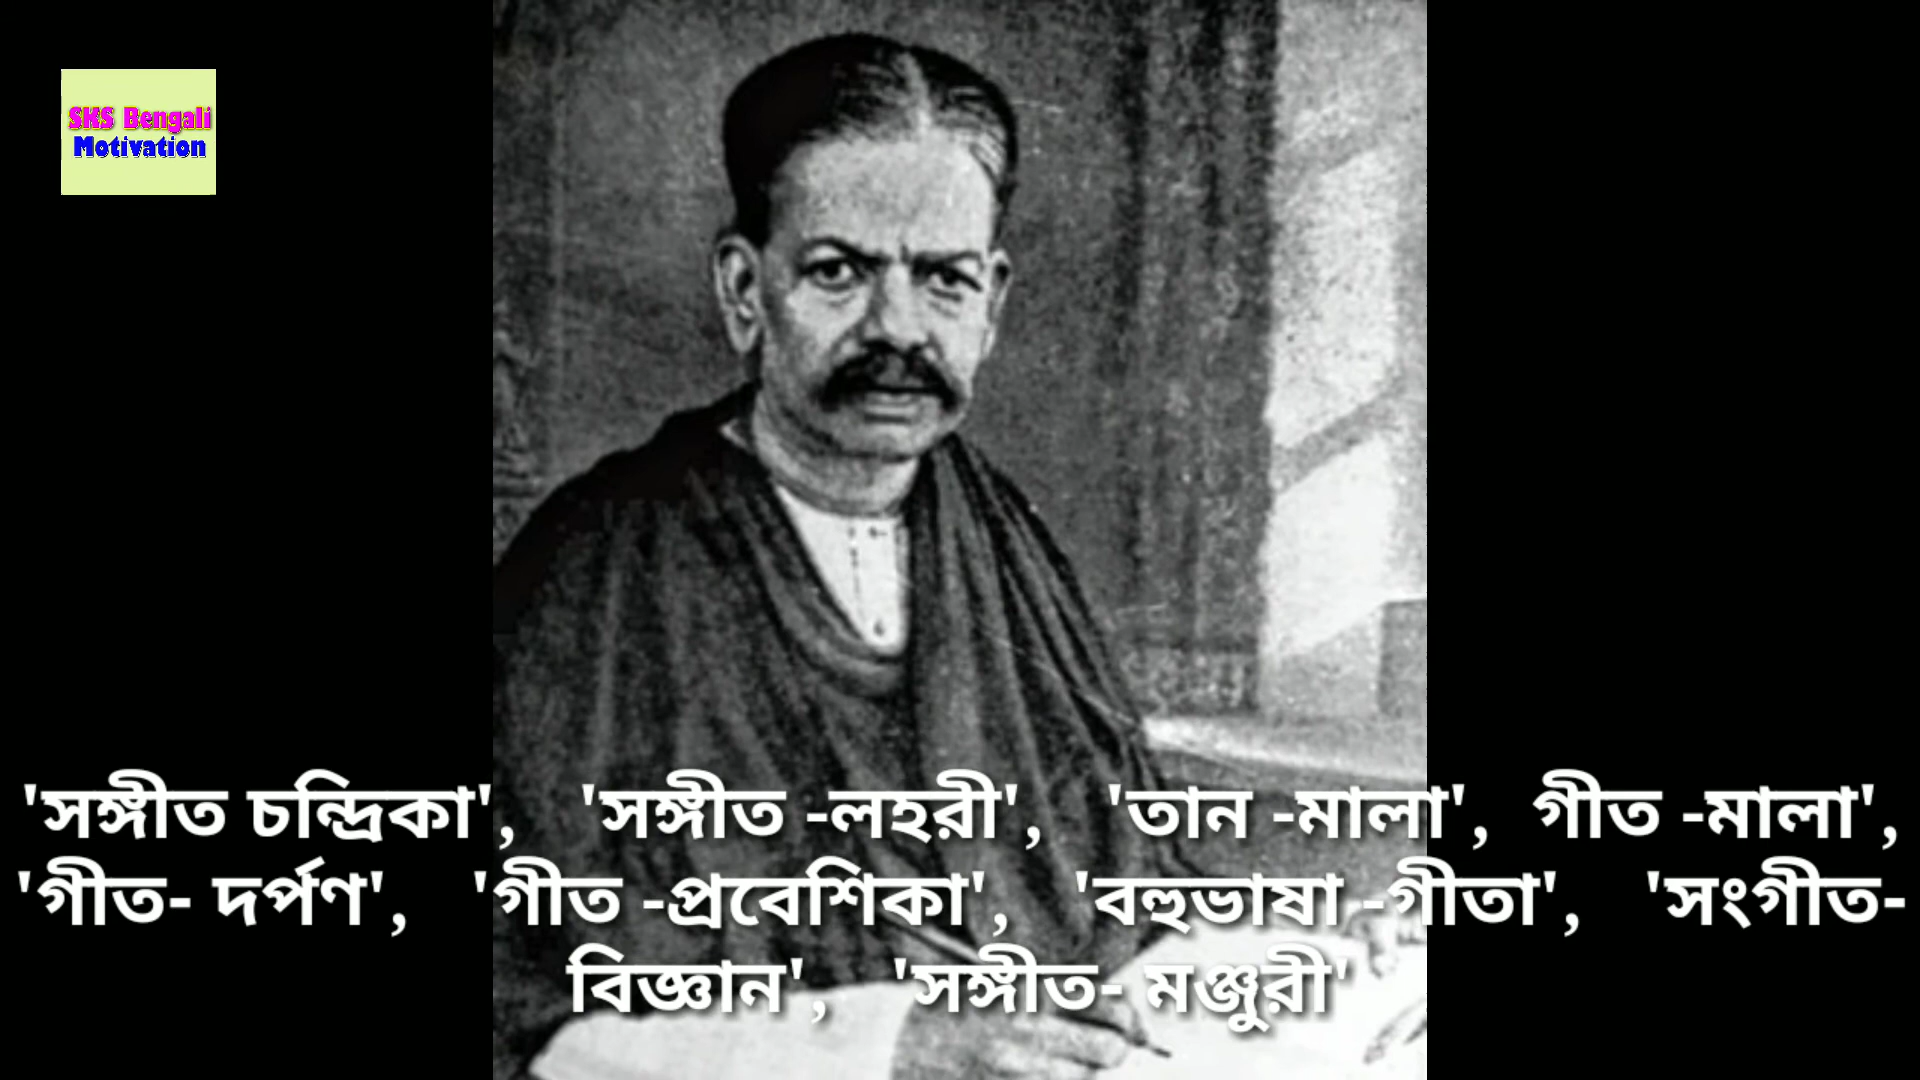 SKS Bengali
Motivation
'সঙ্গীত চন্দ্রিকা', 'সঙ্গীত -লহরী', 'তান -মালা', গীত -মালা',
'গীত- দর্পণ', 'গীত -প্রবেশিকা', 'বহুভাষা -গীতা', 'সংগীত-
বিজ্ঞান', 'সঙ্গীত- মঞ্জুরী'